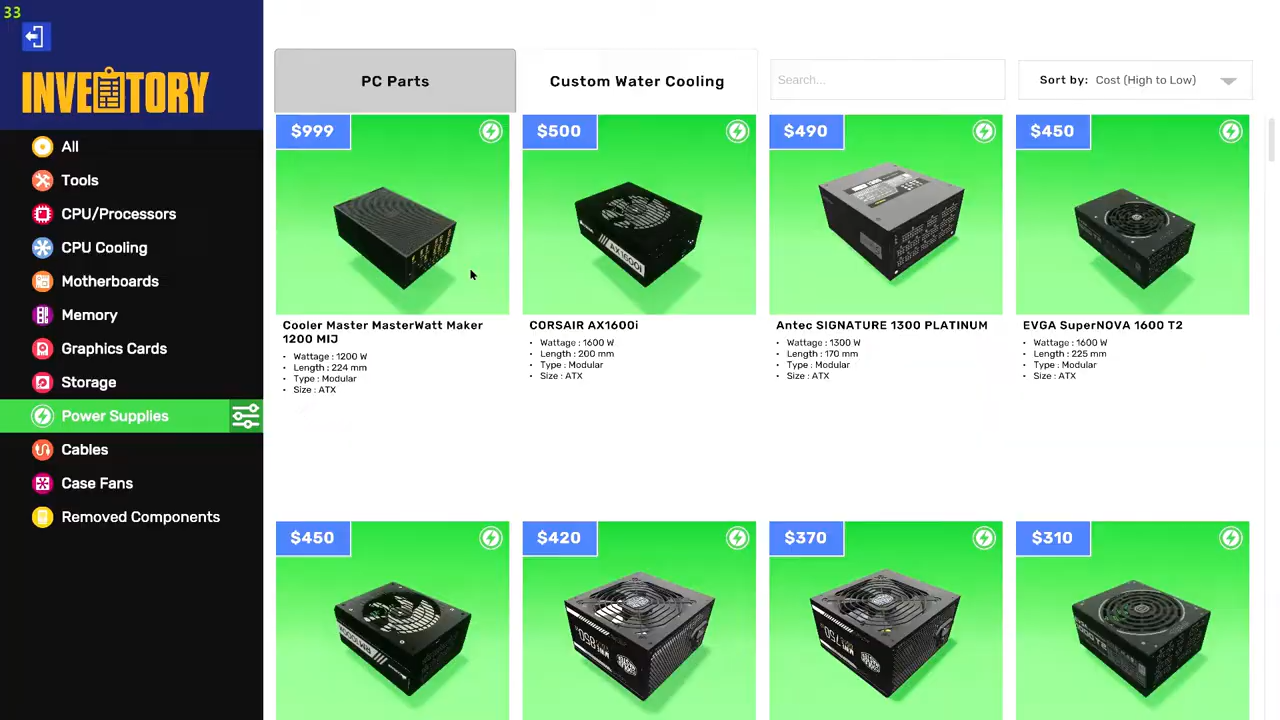 33
INVENTORY
All
Tools
CPU/Processors
CPU Cooling
Motherboards
Memory
Graphics Cards
Storage
Power Supplies
Cables
Case Fans
Removed Components
PC Parts
Custom Water Cooling
Search...
Sort by: Cost (High to Low)
$999
Cooler Master MasterWatt Maker
1200 MIJ
• Wattage : 1200 W
• Length : 224 mm
• Type : Modular
• Size : ATX
$500
AX1600i
CORSAIR AX1600i
• Wattage : 1600 W
• Length : 200 mm
• Type : Modular
• Size : ATX
$490
Antec SIGNATURE 1300 PLATINUM
• Wattage : 1300 W
• Length : 170 mm
• Type : Modular
• Size : ATX
$450
EVGA SuperNOVA 1600 T2
• Wattage : 1600 W
• Length : 225 mm
• Type : Modular
• Size : ATX
$450
$420
850
$370
750
$310